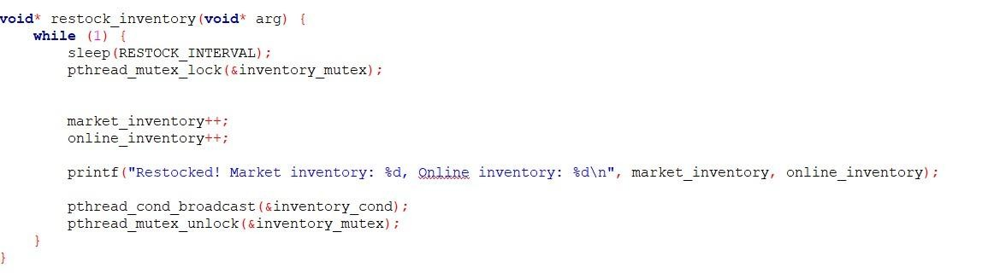 void* restock_inventory(void* arg) {
    while (1) {
        sleep(RESTOCK_INTERVAL);
        pthread_mutex_lock(&inventory_mutex);
        market_inventory++;
        online_inventory++;
        printf("Restocked! Market inventory: %d, Online inventory: %d\n", market_inventory, online_inventory);
        pthread_cond_broadcast(&inventory_cond);
        pthread_mutex_unlock(&inventory_mutex);
    }
}